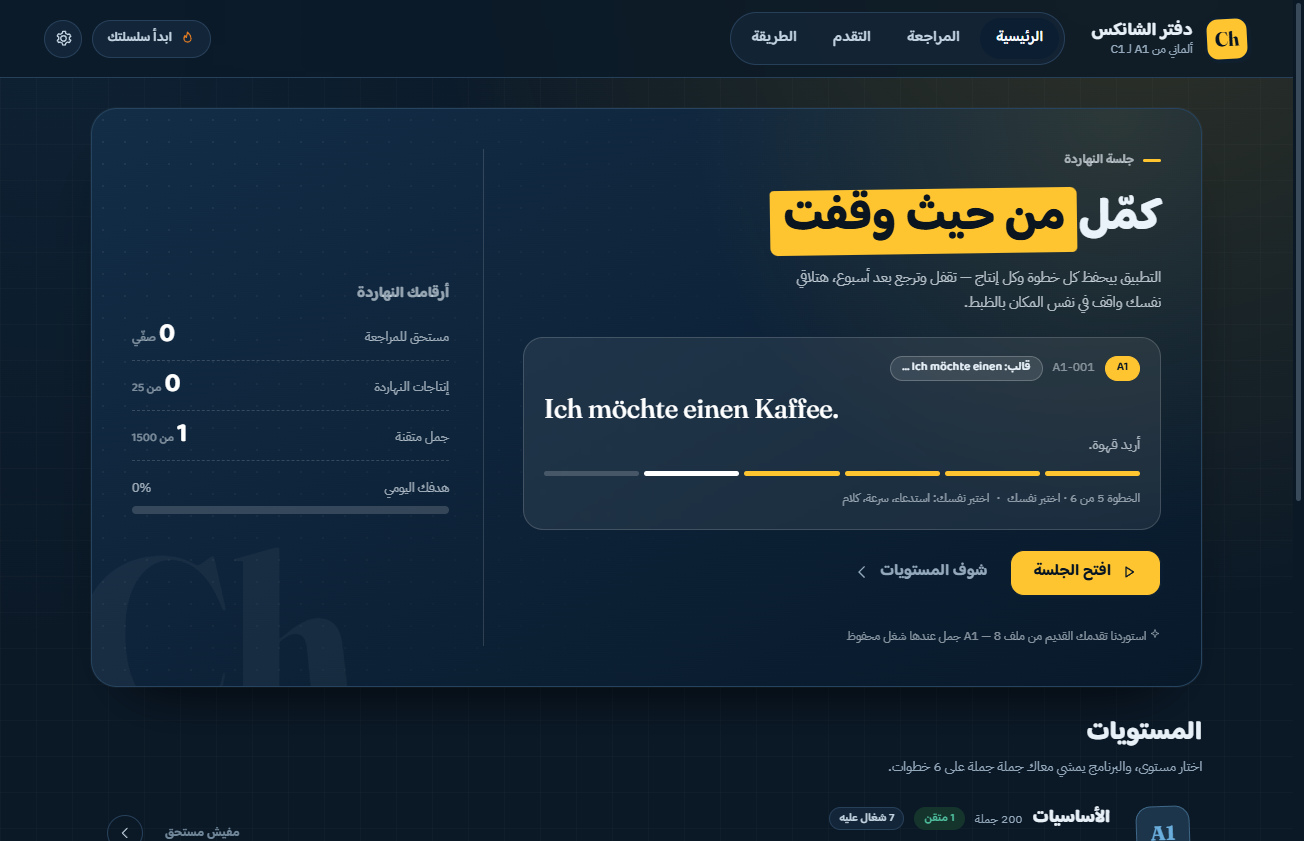 Ch
دفتر الشانكس
ألماني من A1 لـ C1
الرئيسية
المراجعة
التقدم
الطريقة
ابدأ سلسلتك
جلسة النهاردة
كمّل من حيث وقفت
التطبيق بيحفظ كل خطوة وكل إنتاج — تقفل وترجع بعد أسبوع، هتلاقي
نفسك واقف في نفس المكان بالظبط.
A1
A1-001
قالب: Ich möchte einen ...
Ich möchte einen Kaffee.
أريد قهوة.
الخطوة 5 من 6 · اختبر نفسك · اختبر نفسك: استدعاء، سرعة، كلام
افتح الجلسة
شوف المستويات
استوردنا تقدمك القديم من ملف A1 — 8 جمل عندها شغل محفوظ
أرقامك النهاردة
مستحق للمراجعة
0 صفّي
إنتاجات النهاردة
0 من 25
جمل متقنة
1 من 1500
هدفك اليومي
0%
Ch
المستويات
اختار مستوى، والبرنامج يمشي معاك جملة جملة على 6 خطوات.
A1
الأساسيات
200 جملة
1 متقن
7 شغال عليه
مفيش مستحق